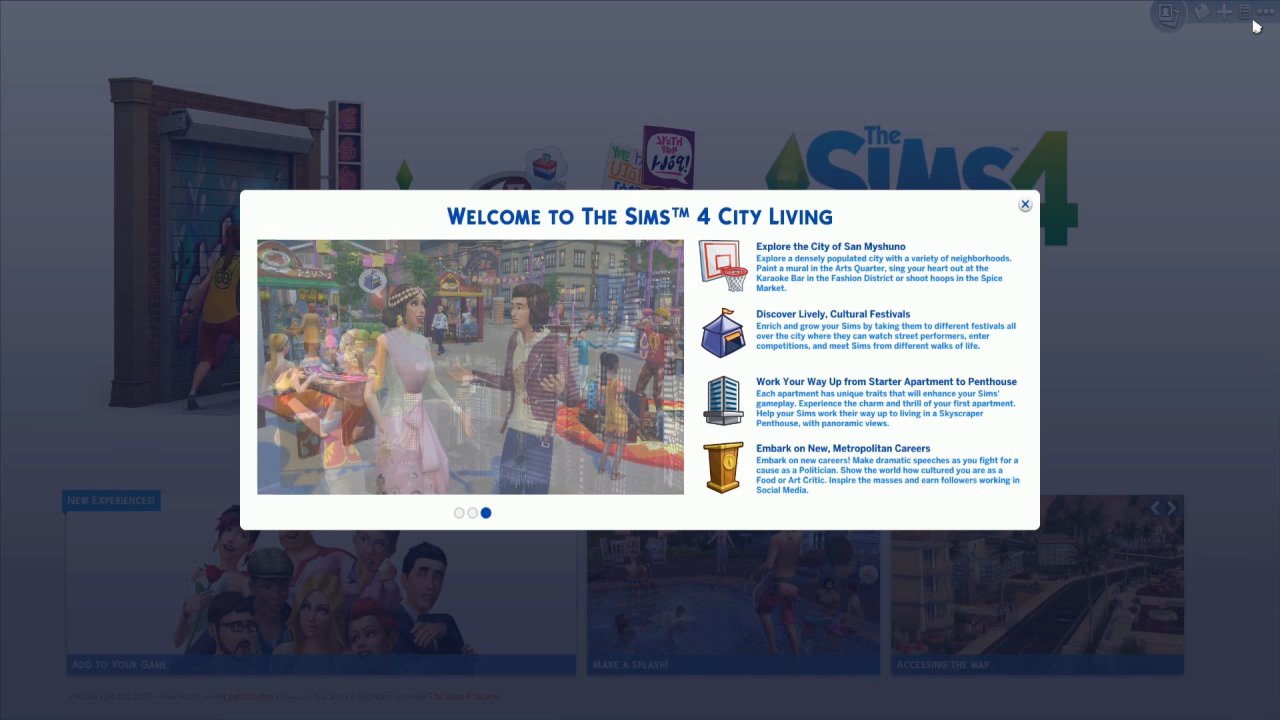 The
SiMS 4
WELCOME TO THE SIMS™ 4 CITY LIVING
Explore the City of San Myshuno
Explore a densely populated city with a variety of neighborhoods.
Paint a mural in the Arts Quarter, sing your heart out at the
Karaoke Bar in the Fashion District or shoot hoops in the Spice
Market.
Discover Lively, Cultural Festivals
Enrich and grow your Sims by taking them to different festivals all
over the city where they can watch street performers, enter
competitions, and meet Sims from different walks of life.
Work Your Way Up from Starter Apartment to Penthouse
Each apartment has unique traits that will enhance your Sims'
gameplay. Experience the charm and thrill of your first apartment.
Help your Sims work their way up to living in a Skyscraper
Penthouse, with panoramic views.
Embark on New, Metropolitan Careers
Embark on new careers! Make dramatic speeches as you fight for a
cause as a Politician. Show the world how cultured you are as a
Food or Art Critic. Inspire the masses and earn followers working in
Social Media.
NEW EXPERIENCES!
ADD TO YOUR GAME
MAKE A SPLASH!
ACCESSING THE MAP